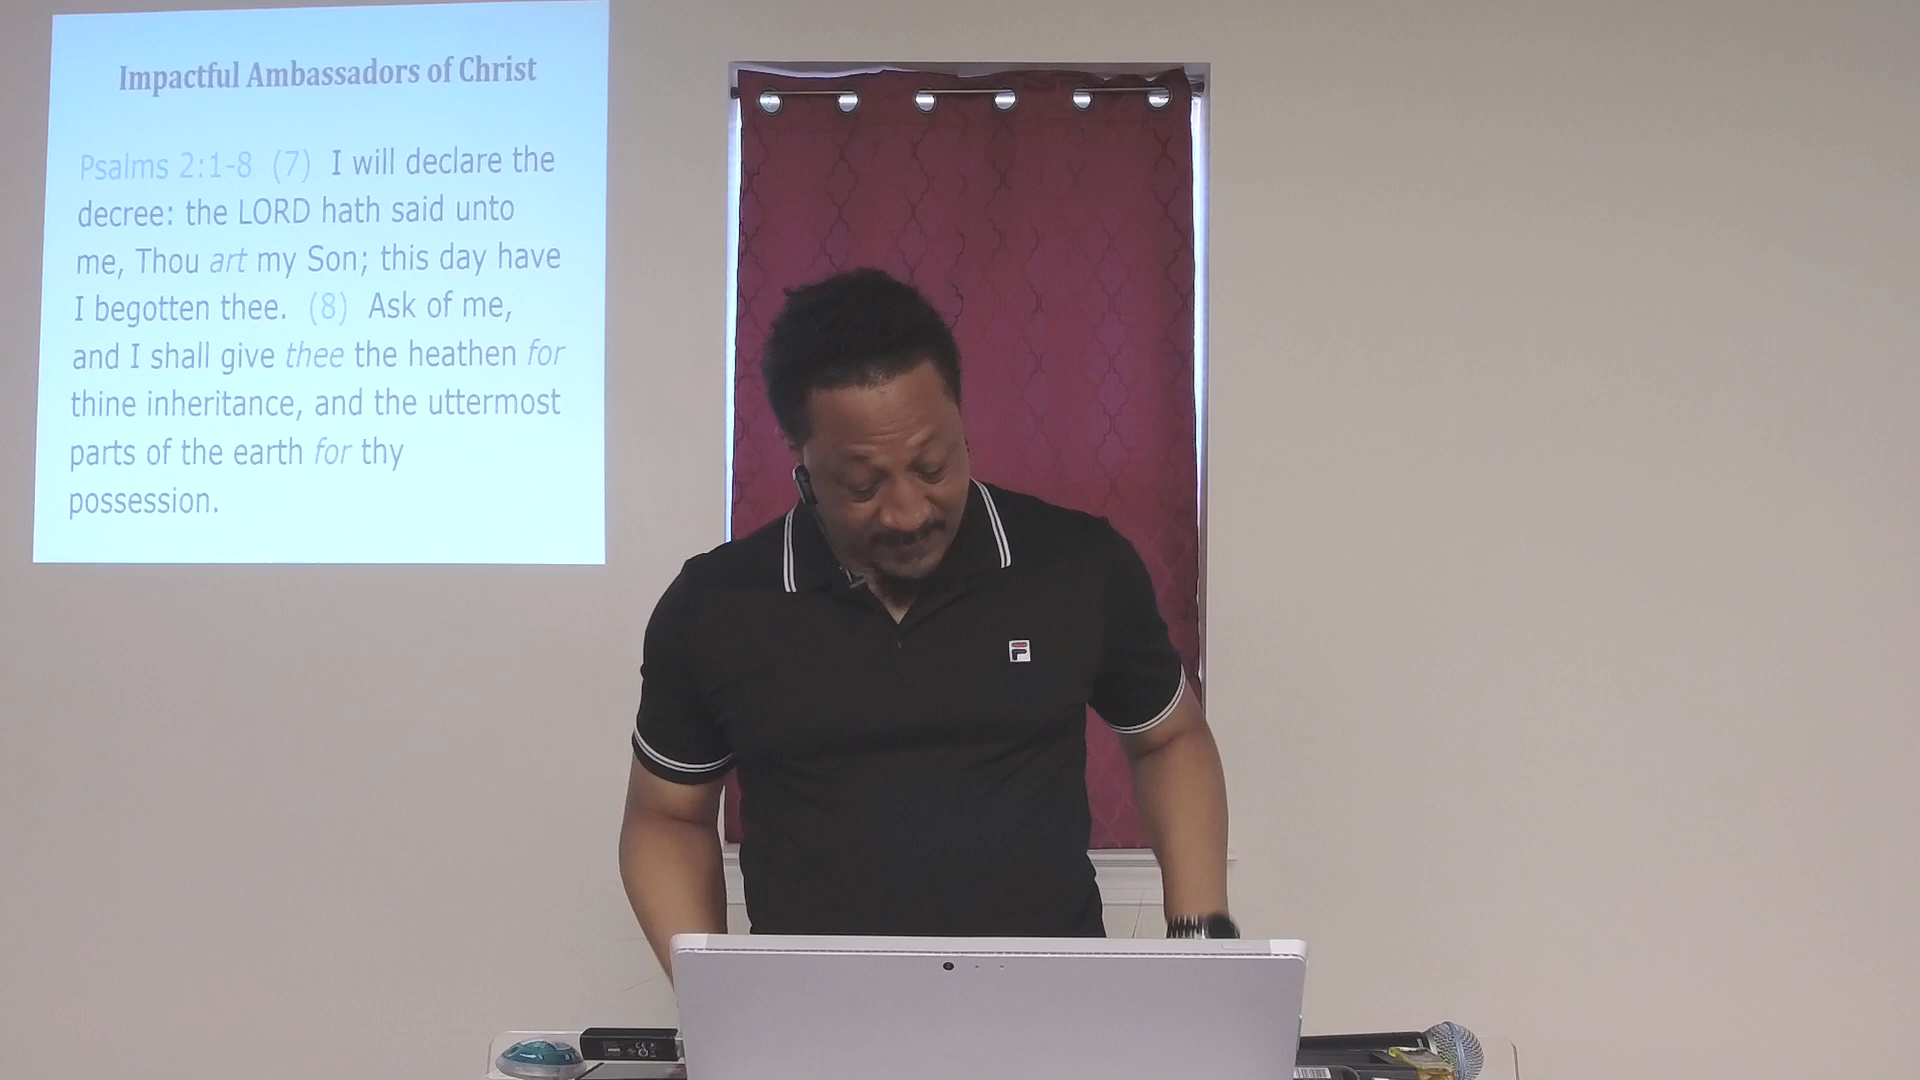 Impactful Ambassadors of Christ
Psalms 2:1-8 (7) I will declare the
decree: the LORD hath said unto
me, Thou art my Son; this day have
I begotten thee. (8) Ask of me,
and I shall give thee the heathen for
thine inheritance, and the uttermost
parts of the earth for thy
possession.